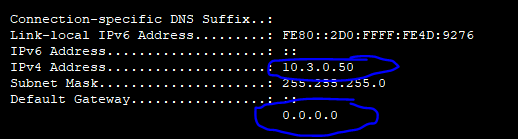 Connection-specific DNS Suffix..:
Link-local IPv6 Address.........: FE80::2D0:FFFF:FE4D:9276
IPv6 Address....................: ::
IPv4 Address....................: 10.3.0.50
Subnet Mask.....................: 255.255.255.0
Default Gateway.................: ::
0.0.0.0